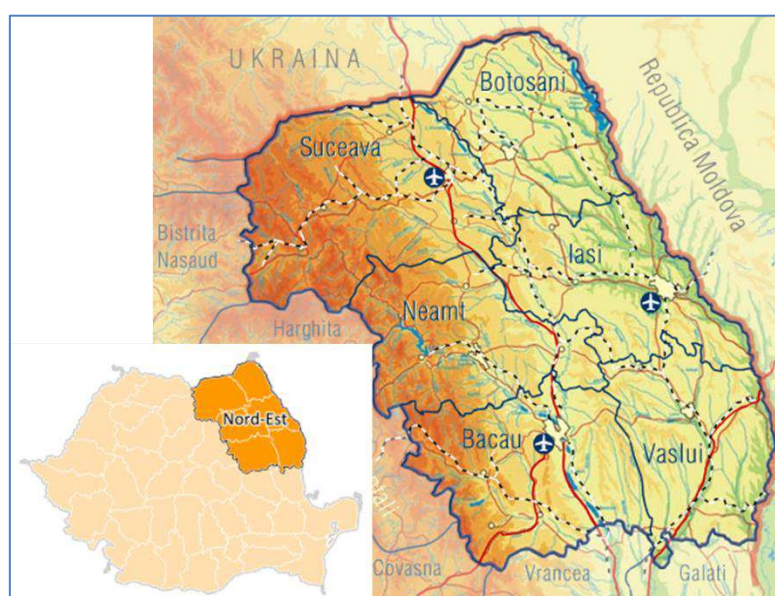 UKRAINA
Botosani
Republica Moldova
Suceava
Bistrita
Nasaud
Iasi
Neamt
Harghita
Nord-Est
Bacau
Vaslui
Covasna
Vrancea
Galati